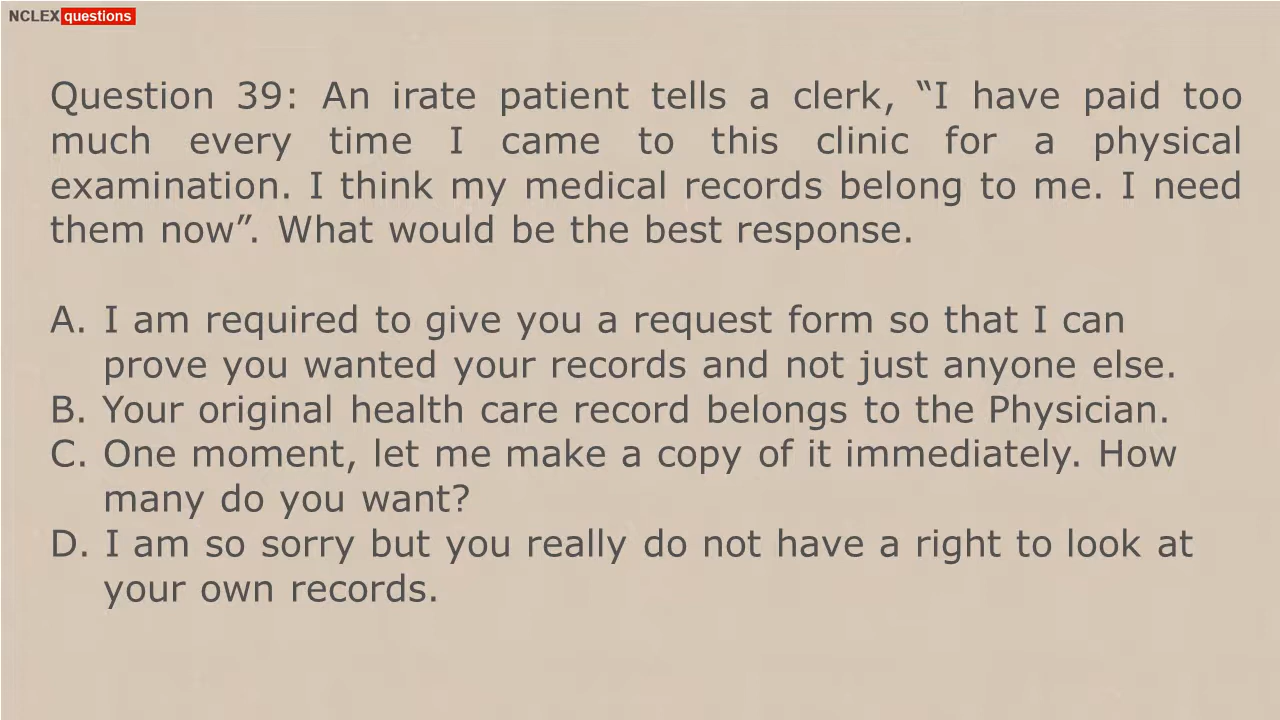 NCLEX questions
Question 39: An irate patient tells a clerk, “I have paid too
much every time I came to this clinic for a physical
examination. I think my medical records belong to me. I need
them now”. What would be the best response.
A. I am required to give you a request form so that I can
prove you wanted your records and not just anyone else.
B. Your original health care record belongs to the Physician.
C. One moment, let me make a copy of it immediately. How
many do you want?
D. I am so sorry but you really do not have a right to look at
your own records.